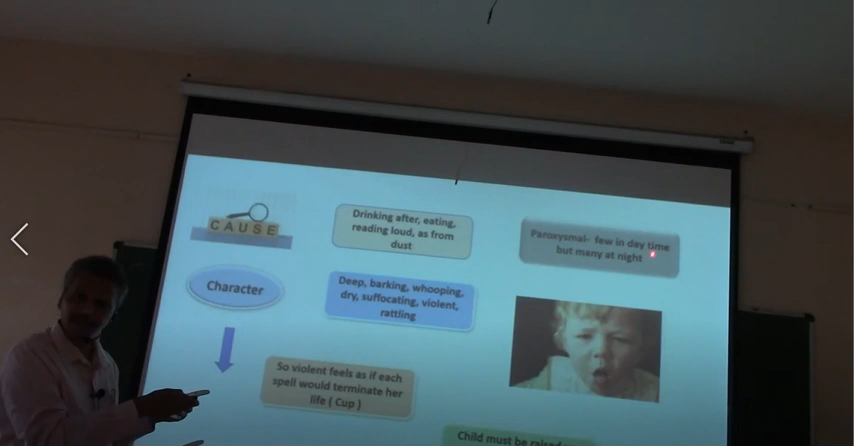 CAUSE
Drinking after, eating,
reading loud, as from
dust
Paroxysmal- few in day time
but many at night
Character
Deep, barking, whooping,
dry, suffocating, violent,
rattling
So violent feels as if each
spell would terminate her
life ( Cup )
Child must be raised